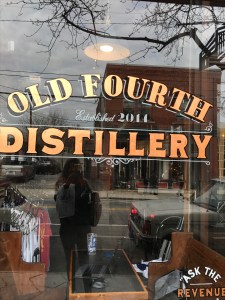 OLD FOURTH
Established 2014
DISTILLERY
ASK THE
REVENUE